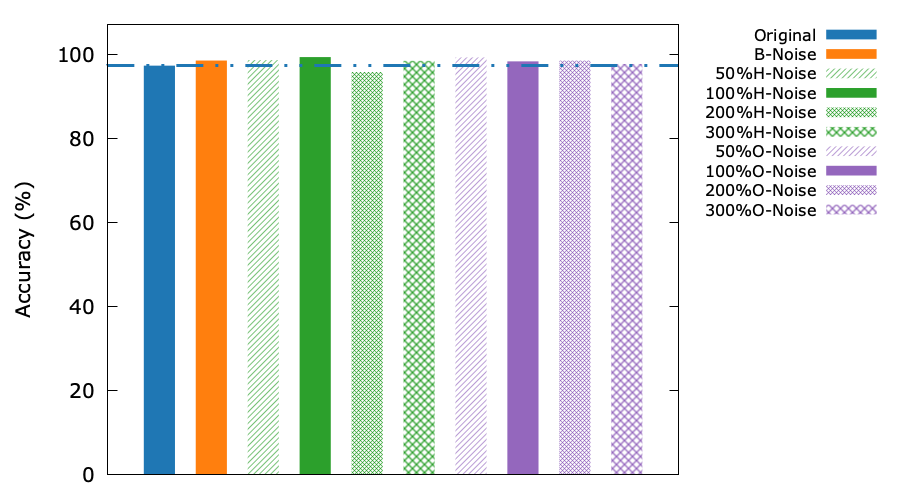 Accuracy (%)
100
80
60
40
20
0
Original
B-Noise
50%H-Noise
100%H-Noise
200%H-Noise
300%H-Noise
50%O-Noise
100%O-Noise
200%O-Noise
300%O-Noise